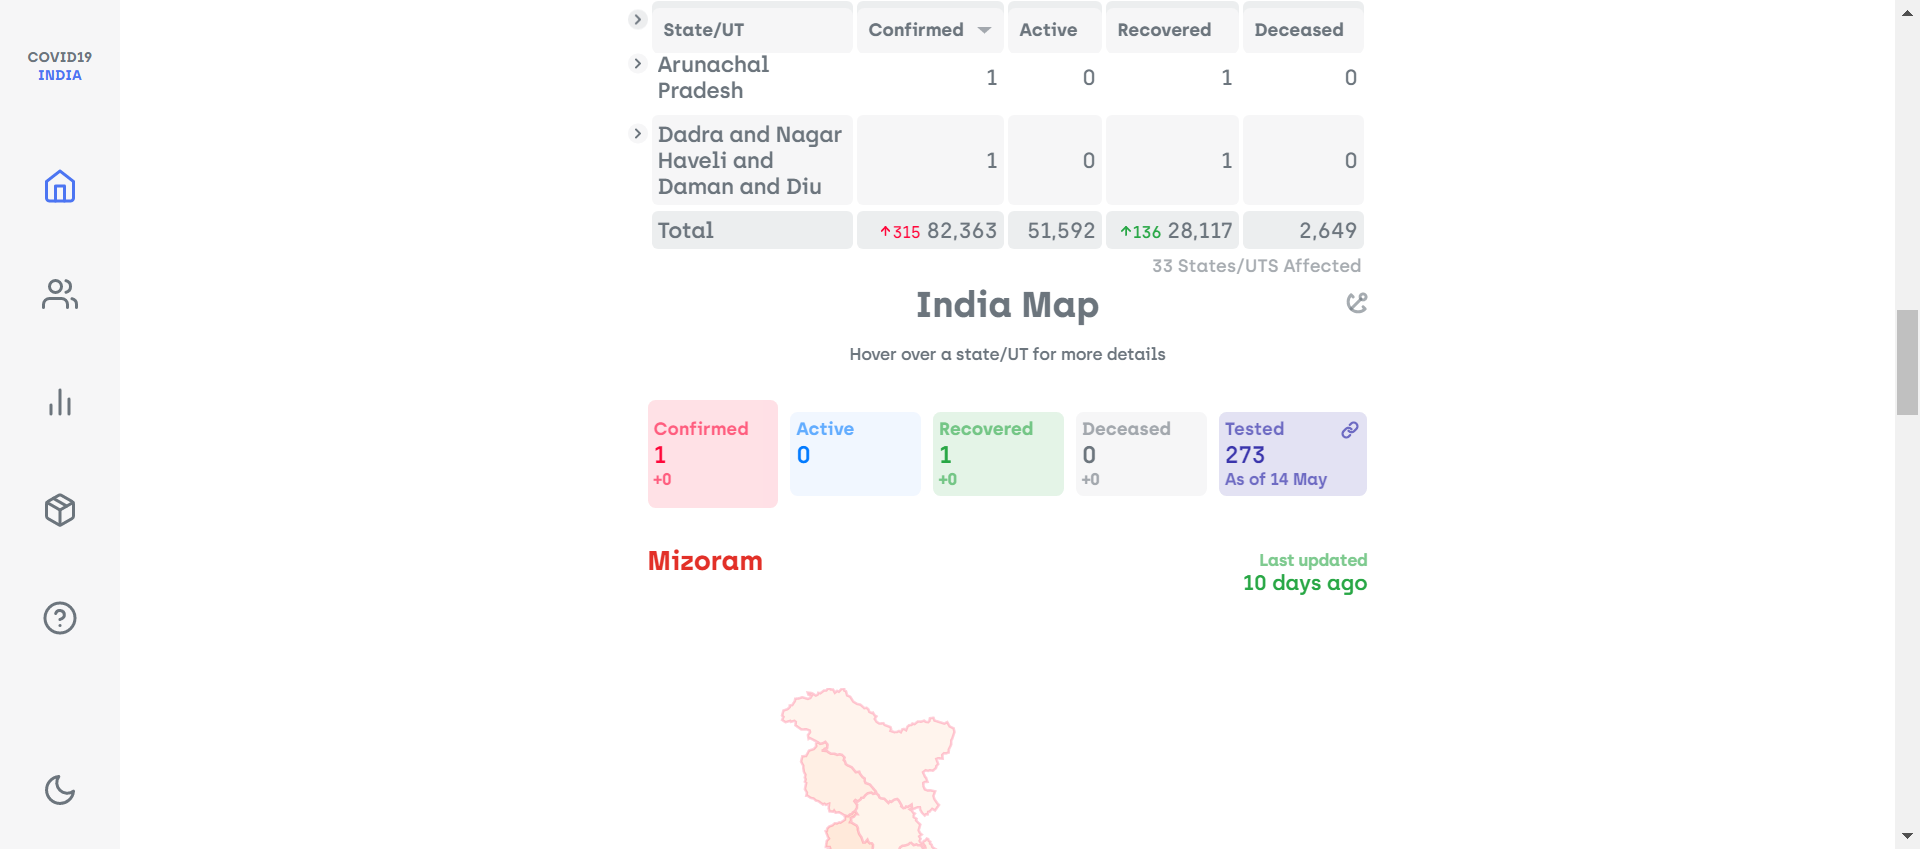 COVID19
INDIA
State/UT Confirmed Active Recovered Deceased
Arunachal
Pradesh 1 0 1 0
Dadra and Nagar
Haveli and
Daman and Diu 1 0 1 0
Total ↑315 82,363 51,592 ↑136 28,117 2,649
33 States/UTS Affected
India Map
Hover over a state/UT for more details
Confirmed Active Recovered Deceased Tested
1 0 1 0 273
+0 +0 +0 As of 14 May
Mizoram
Last updated
10 days ago